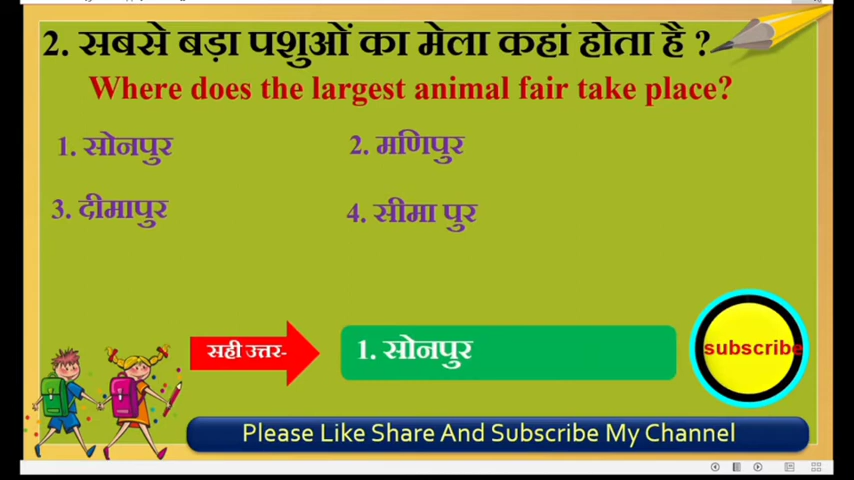 2. सबसे बड़ा पशुओं का मेला कहां होता है ?
Where does the largest animal fair take place?
1. सोनपुर
2. मणिपुर
3. दीमापुर
4. सीमा पुर
सही उत्तर-
1. सोनपुर
subscribe
Please Like Share And Subscribe My Channel